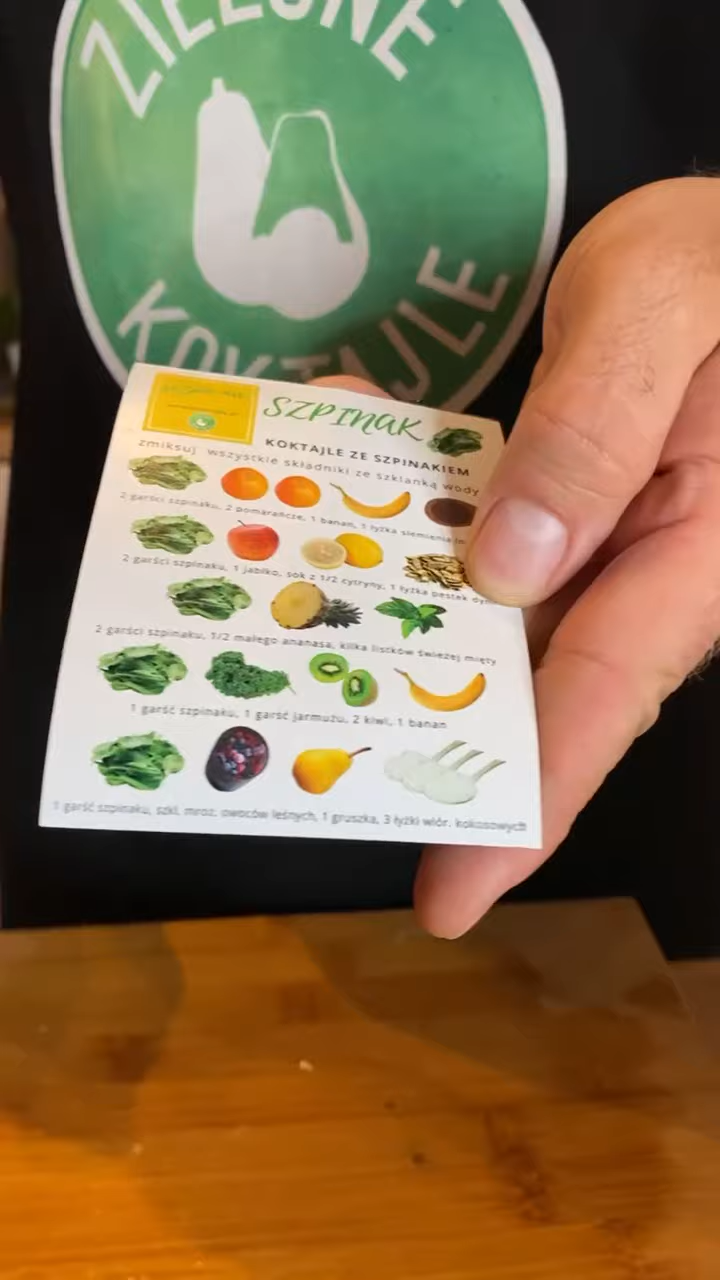 ZIELONE
KOKTAJLE
SZPINAK
KOKTAJLE ZE SZPINAKIEM
zmiksuj wszystkie składniki ze szklanką wody
2 garści szpinaku, 2 pomarańcze, 1 banan, 1 łyżka siemienia
2 garści szpinaku, 1 jabłko, sok z 1/2 cytryny, 1 łyżka pestek dyni
2 garści szpinaku, 1/2 małego ananasa, kilka listków świeżej mięty
1 garść szpinaku, 1 garść jarmużu, 2 kiwi, 1 banan
1 garść szpinaku, szkl. mroż. owoców leśnych, 1 gruszka, 3 łyżki wiór. kokosowych